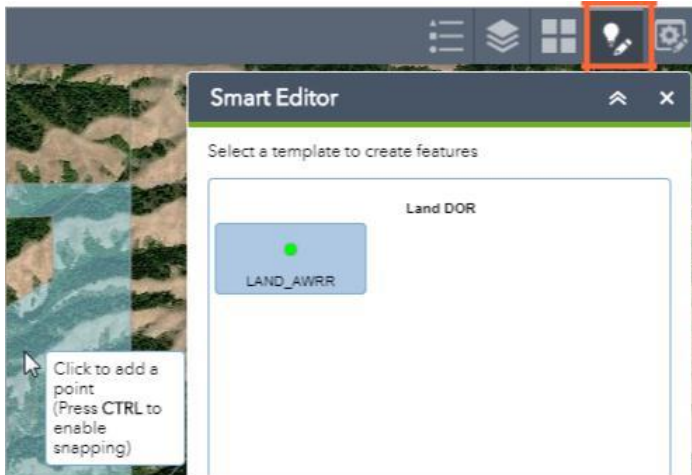 Smart Editor
Select a template to create features
Land DOR
LAND_AWRR
Click to add a
point
(Press CTRL to
enable
snapping)